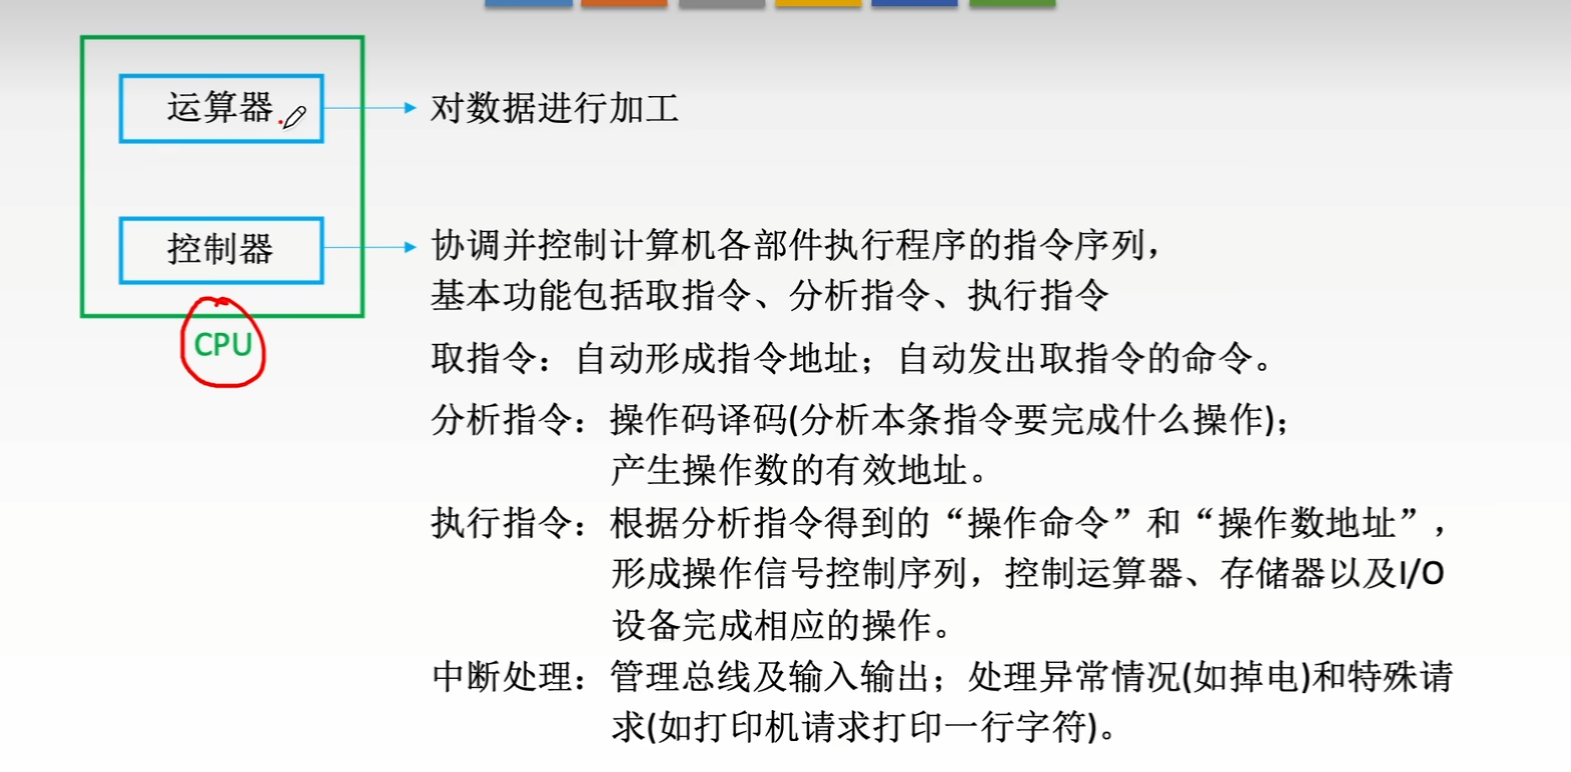 运算器
对数据进行加工
控制器
协调并控制计算机各部件执行程序的指令序列，
基本功能包括取指令、分析指令、执行指令
CPU
取指令：自动形成指令地址；自动发出取指令的命令。
分析指令：操作码译码(分析本条指令要完成什么操作)；
产生操作数的有效地址。
执行指令：根据分析指令得到的“操作命令”和“操作数地址”，
形成操作信号控制序列，控制运算器、存储器以及I/O
设备完成相应的操作。
中断处理：管理总线及输入输出；处理异常情况(如掉电)和特殊请
求(如打印机请求打印一行字符)。